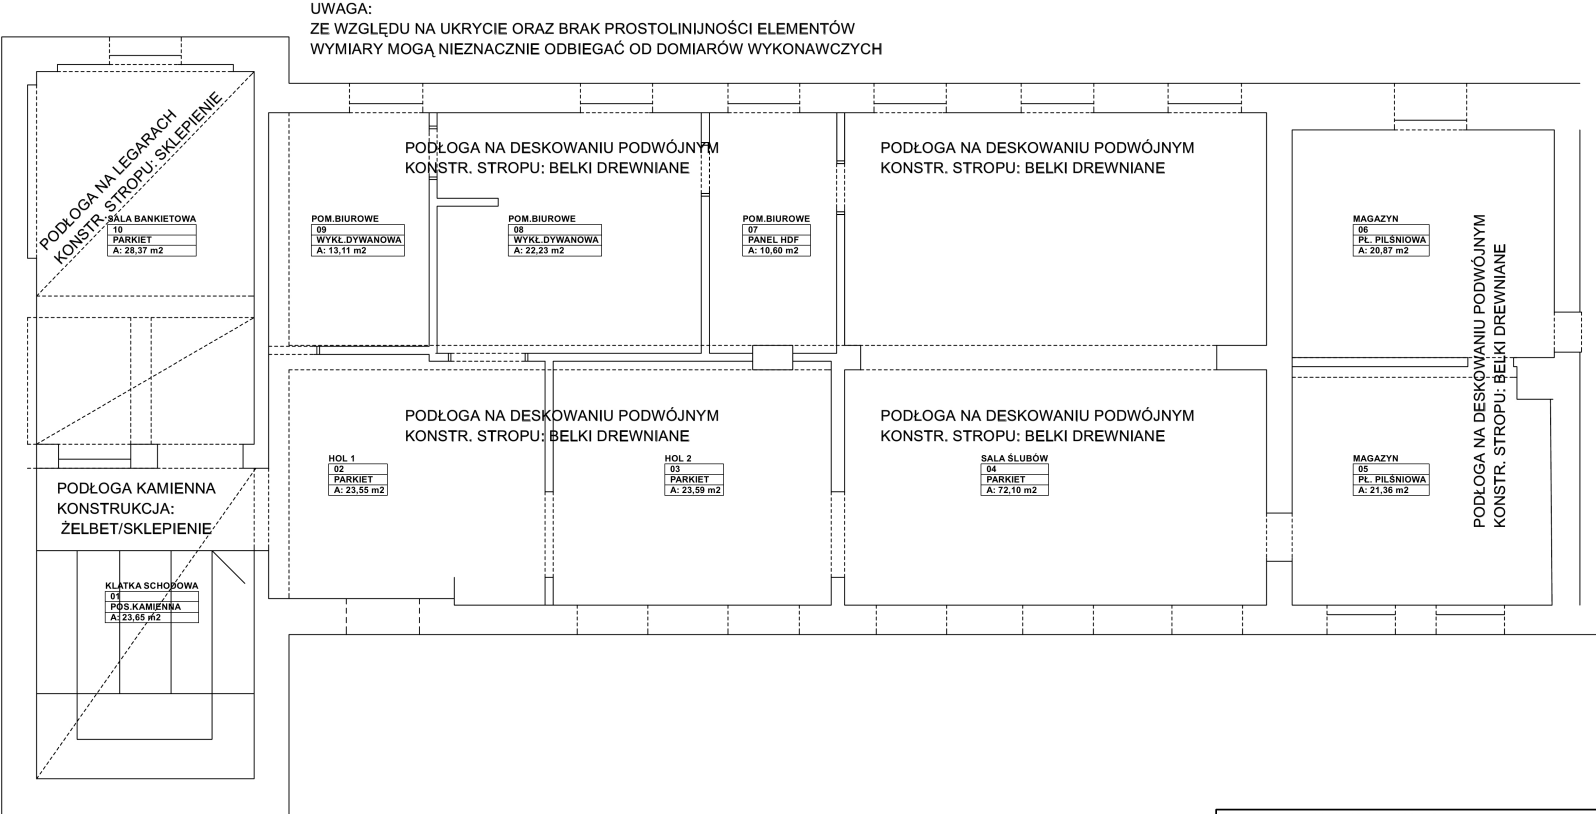 UWAGA:
ZE WZGLĘDU NA UKRYCIE ORAZ BRAK PROSTOLINIJNOŚCI ELEMENTÓW
WYMIARY MOGĄ NIEZNACZNIE ODBIEGAĆ OD DOMIARÓW WYKONAWCZYCH
PODŁOGA NA LEGARACH
KONSTR. STROPU: SKLEPIENIE
SALA BANKIETOWA
10
PARKIET
A: 28,37 m2
PODŁOGA NA DESKOWANIU PODWÓJNYM
KONSTR. STROPU: BELKI DREWNIANE
POM.BIUROWE
09
WYKŁ.DYWANOWA
A: 13,11 m2
POM.BIUROWE
08
WYKŁ.DYWANOWA
A: 22,23 m2
POM.BIUROWE
07
PANEL HDF
A: 10,60 m2
PODŁOGA NA DESKOWANIU PODWÓJNYM
KONSTR. STROPU: BELKI DREWNIANE
MAGAZYN
06
PŁ. PILŚNIOWA
A: 20,87 m2
PODŁOGA NA DESKOWANIU PODWÓJNYM
KONSTR. STROPU: BELKI DREWNIANE
PODŁOGA NA DESKOWANIU PODWÓJNYM
KONSTR. STROPU: BELKI DREWNIANE
PODŁOGA NA DESKOWANIU PODWÓJNYM
KONSTR. STROPU: BELKI DREWNIANE
HOL 1
02
PARKIET
A: 23,55 m2
HOL 2
03
PARKIET
A: 23,59 m2
SALA ŚLUBÓW
04
PARKIET
A: 72,10 m2
MAGAZYN
05
PŁ. PILŚNIOWA
A: 21,36 m2
PODŁOGA KAMIENNA
KONSTRUKCJA:
ŻELBET/SKLEPIENIE
KLATKA SCHODOWA
01
POS.KAMIENNA
A: 23,65 m2